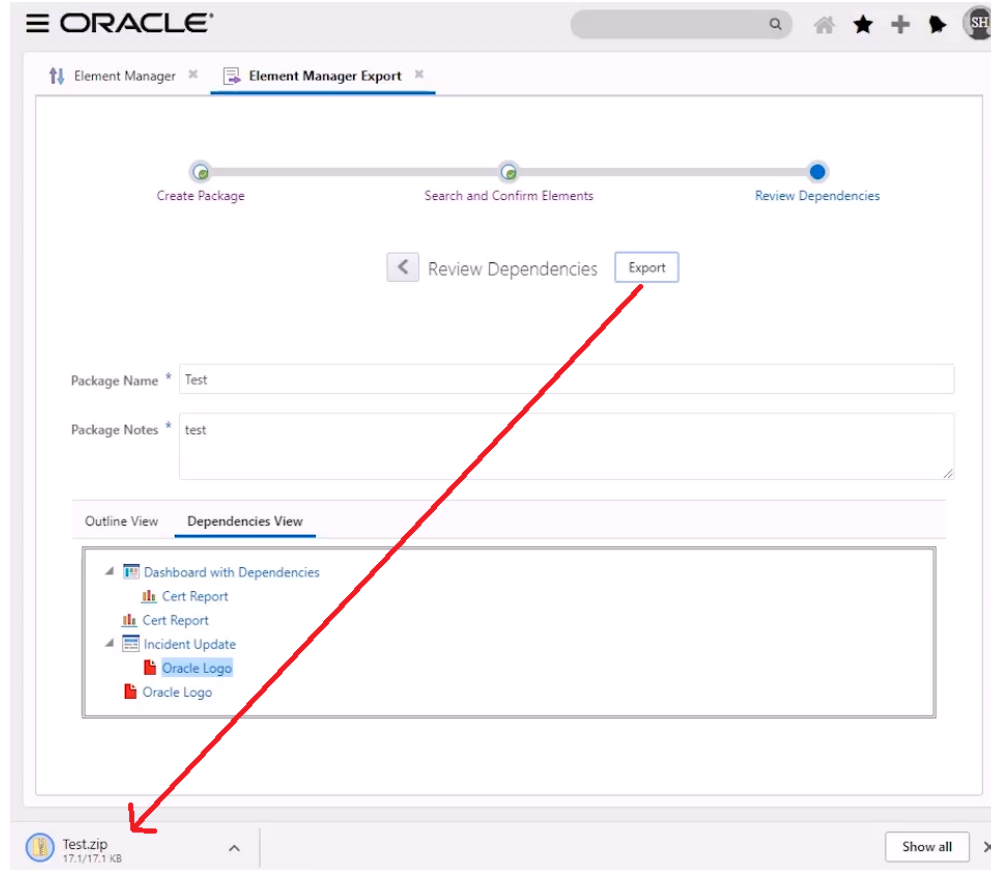 ORACLE
SH
Element Manager
Element Manager Export
Create Package
Search and Confirm Elements
Review Dependencies
Review Dependencies
Export
Package Name * Test
Package Notes * test
Outline View
Dependencies View
Dashboard with Dependencies
Cert Report
Cert Report
Incident Update
Oracle Logo
Oracle Logo
Test.zip
17.1/17.1 KB
Show all